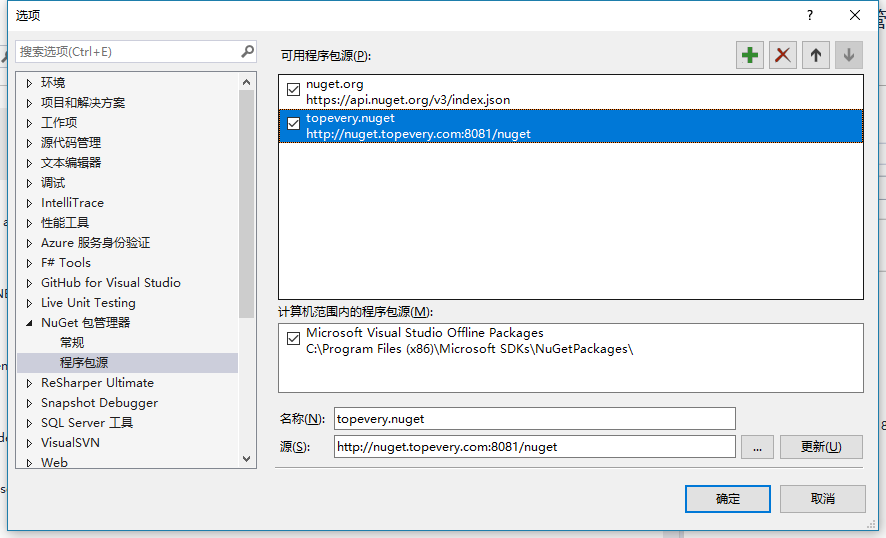 选项
?
搜索选项(Ctrl+E)
环境
项目和解决方案
工作项
源代码管理
文本编辑器
调试
IntelliTrace
性能工具
Azure 服务身份验证
F# Tools
GitHub for Visual Studio
Live Unit Testing
NuGet 包管理器
常规
程序包源
ReSharper Ultimate
Snapshot Debugger
SQL Server 工具
VisualSVN
Web
可用程序包源(P):
nuget.org
https://api.nuget.org/v3/index.json
topevery.nuget
http://nuget.topevery.com:8081/nuget
计算机范围内的程序包源(M):
Microsoft Visual Studio Offline Packages
C:\Program Files (x86)\Microsoft SDKs\NuGetPackages\
名称(N): topevery.nuget
源(S): http://nuget.topevery.com:8081/nuget ... 更新(U)
确定 取消